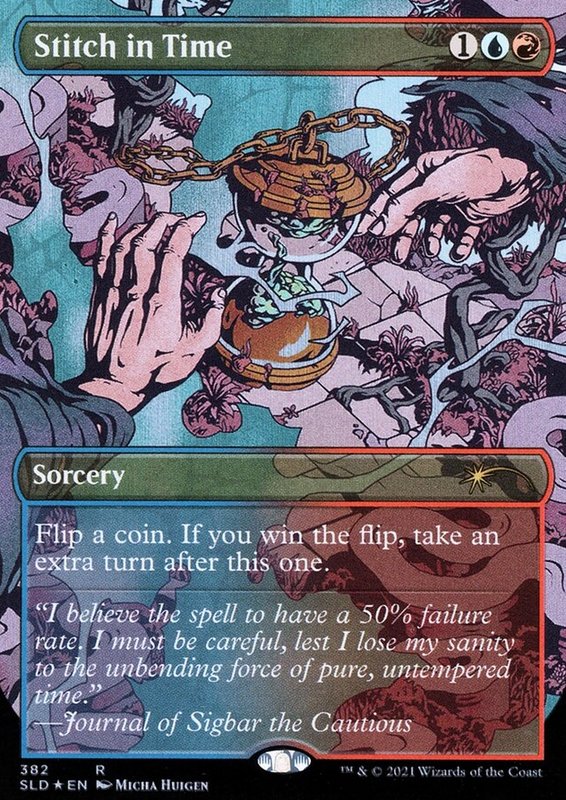 Stitch in Time 1
Sorcery
Flip a coin. If you win the flip, take an
extra turn after this one.
“I believe the spell to have a 50% failure
rate. I must be careful, lest I lose my sanity
to the unbending force of pure, untempered
time.”
—Journal of Sigbar the Cautious
382 R
SLD ★ EN Micha Huigen ™ & © 2021 Wizards of the Coast